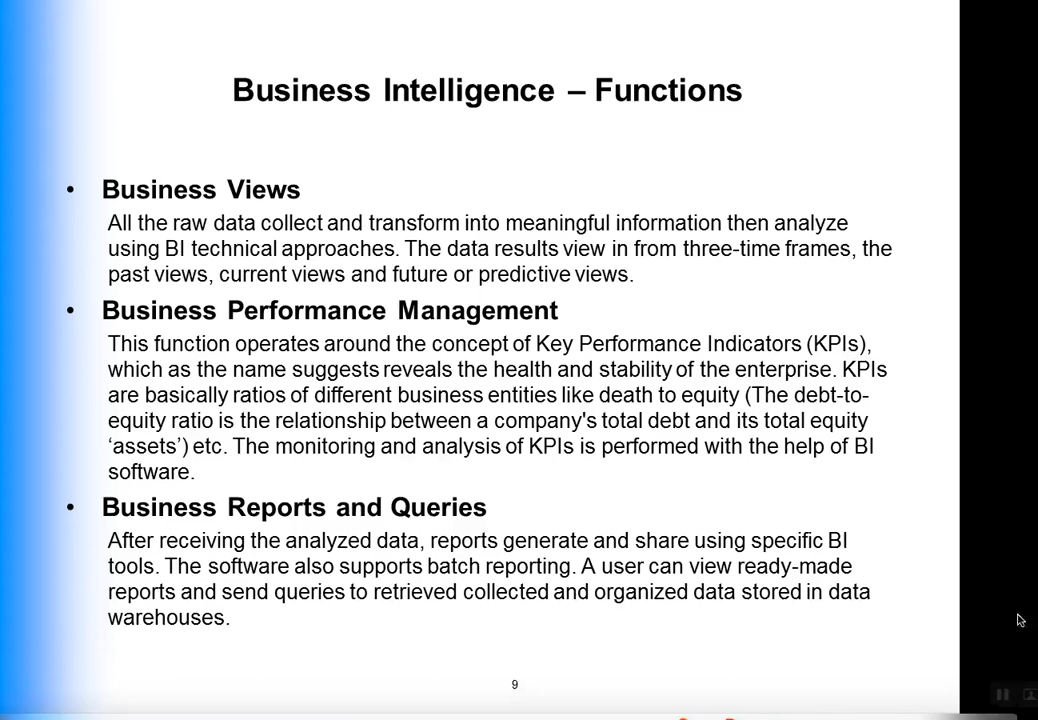 Business Intelligence – Functions
• Business Views
All the raw data collect and transform into meaningful information then analyze
using BI technical approaches. The data results view in from three-time frames, the
past views, current views and future or predictive views.
• Business Performance Management
This function operates around the concept of Key Performance Indicators (KPIs),
which as the name suggests reveals the health and stability of the enterprise. KPIs
are basically ratios of different business entities like death to equity (The debt-to-
equity ratio is the relationship between a company's total debt and its total equity
‘assets’) etc. The monitoring and analysis of KPIs is performed with the help of BI
software.
• Business Reports and Queries
After receiving the analyzed data, reports generate and share using specific BI
tools. The software also supports batch reporting. A user can view ready-made
reports and send queries to retrieved collected and organized data stored in data
warehouses.
9